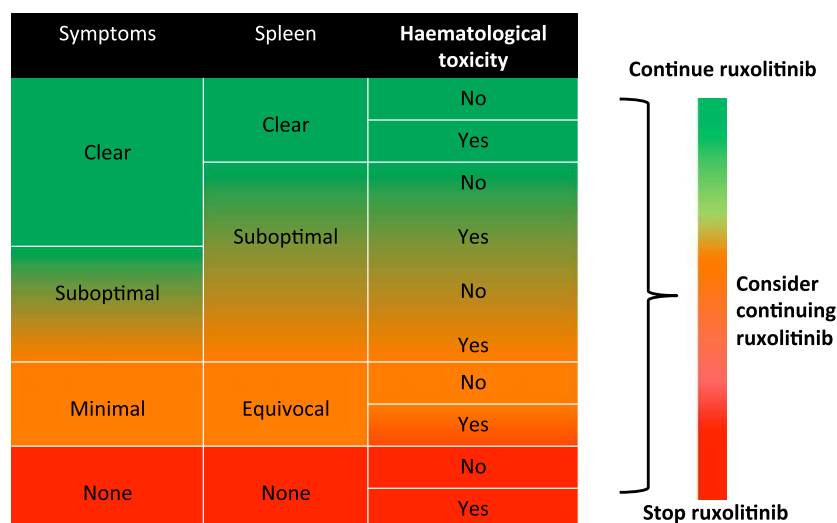 Symptoms
Spleen
Haematological
toxicity
Clear
Clear
No
Yes
Suboptimal
No
Yes
Suboptimal
No
Yes
Minimal
Equivocal
No
Yes
None
None
No
Yes
Continue ruxolitinib
Consider
continuing
ruxolitinib
Stop ruxolitinib